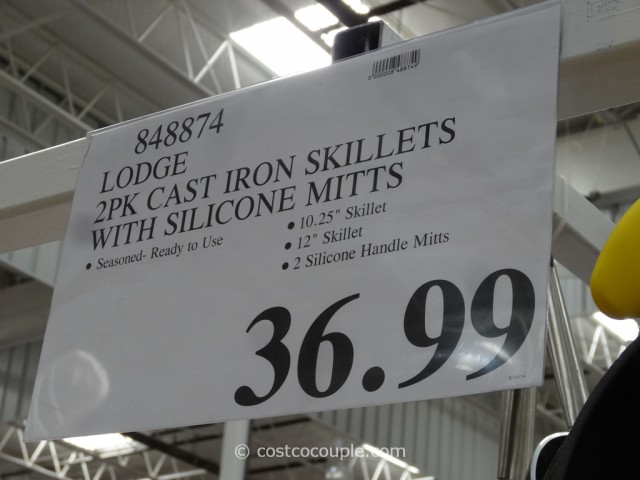 848874
LODGE
2PK CAST IRON SKILLETS
WITH SILICONE MITTS
• Seasoned- Ready to Use
• 10.25" Skillet
• 12" Skillet
• 2 Silicone Handle Mitts
36.99
© costcocouple.com